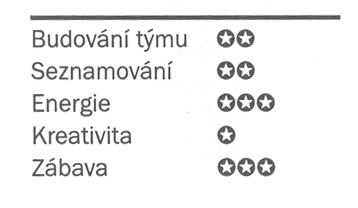 Budování týmu ✪✪
Seznamování ✪✪
Energie ✪✪✪
Kreativita ✪
Zábava ✪✪✪